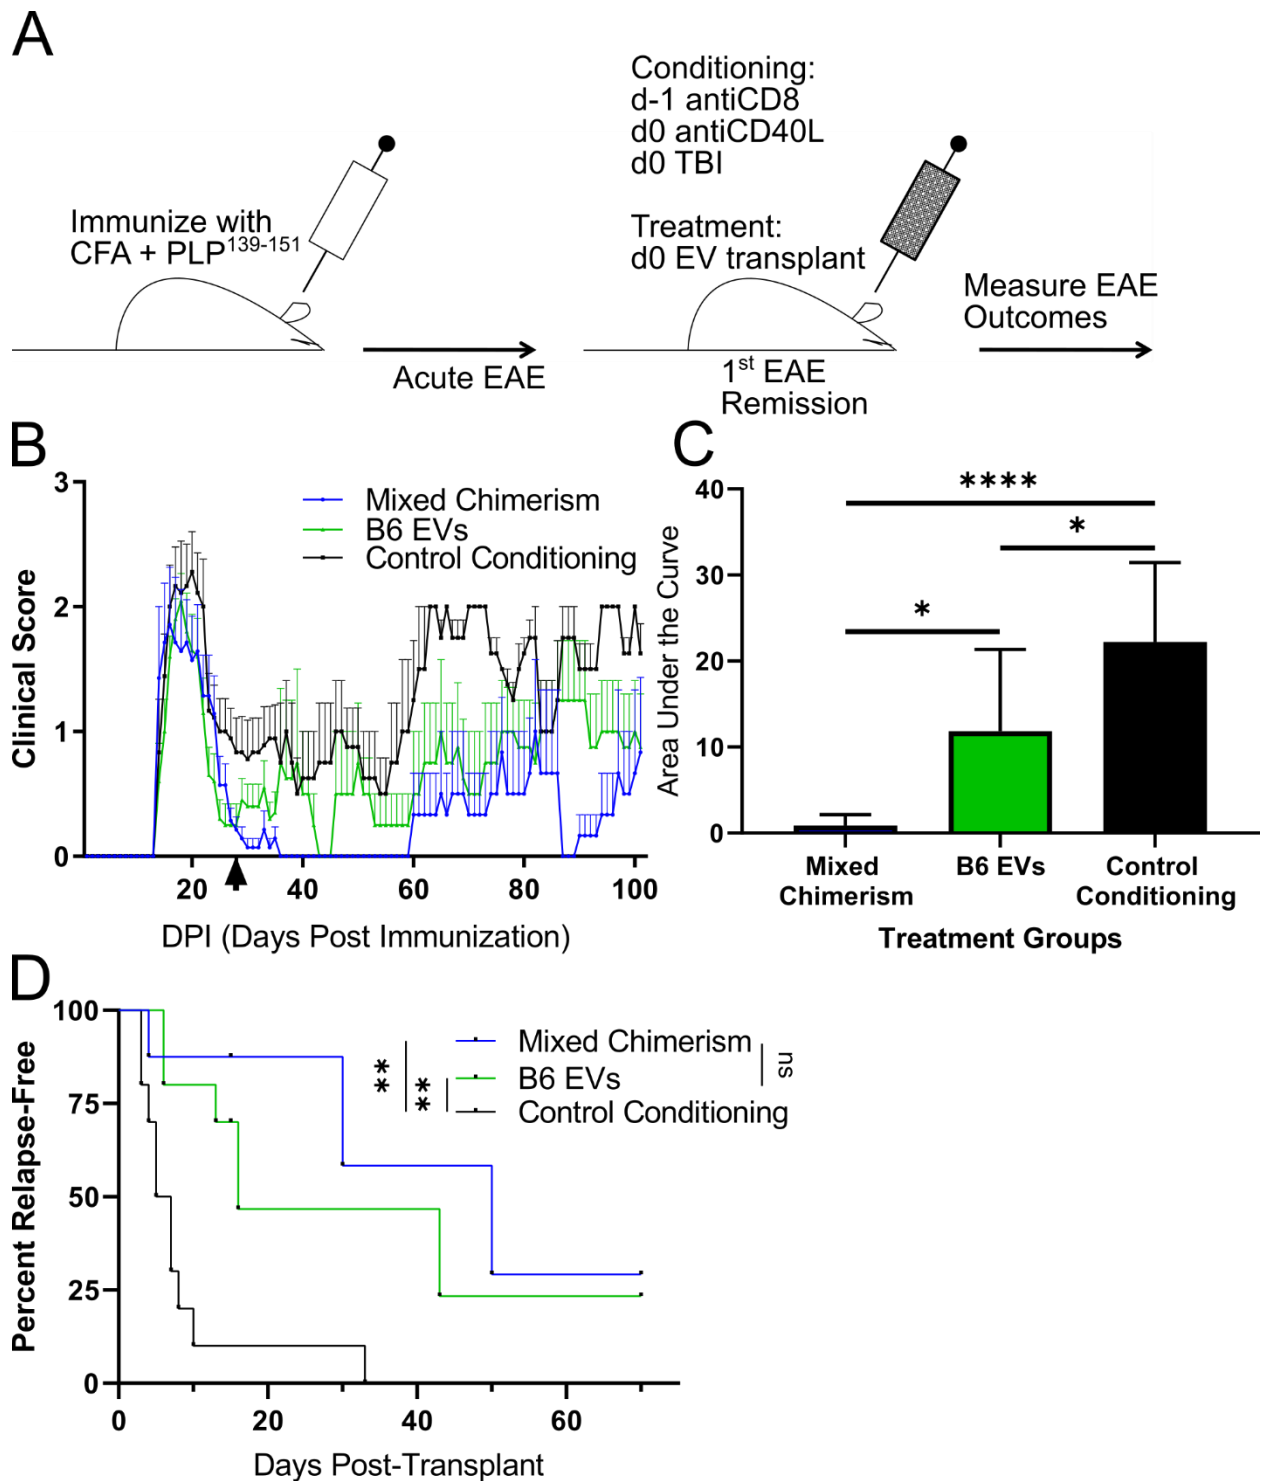 A
Immunize with
CFA + PLP139-151
Acute EAE
Conditioning:
d-1 antiCD8
d0 antiCD40L
d0 TBI
Treatment:
d0 EV transplant
1st EAE
Remission
Measure EAE
Outcomes
B
Clinical Score
3
2
1
0
Mixed Chimerism
B6 EVs
Control Conditioning
20
40
60
80
100
DPI (Days Post Immunization)
C
Area Under the Curve
40
30
20
10
0
****
*
*
Mixed
Chimerism
B6 EVs
Control
Conditioning
Treatment Groups
D
Percent Relapse-Free
100
75
50
25
0
**
**
Mixed Chimerism
B6 EVs
Control Conditioning
ns
0
20
40
60
Days Post-Transplant